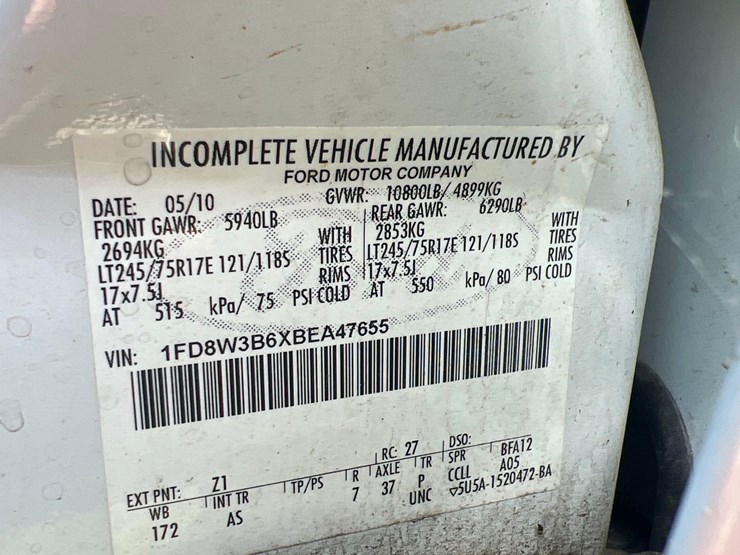 INCOMPLETE VEHICLE MANUFACTURED BY
FORD MOTOR COMPANY
DATE: 05/10 GVWR: 10800LB/ 4899KG
FRONT GAWR: 5940LB REAR GAWR: 6290LB
2694KG WITH 2853KG WITH
LT245/75R17E 121/118S TIRES LT245/75R17E 121/118S TIRES
17x7.5J RIMS 17x7.5J RIMS
AT 515 kPa/ 75 PSI COLD AT 550 kPa/ 80 PSI COLD
VIN: 1FD8W3B6XBEA47655
EXT PNT: Z1 RC: 27 DSO:
WB INT TR TP/PS R AXLE TR SPR BFA12
172 AS 7 37 P CCLL A05
UNC ▽5U5A-1520472-BA